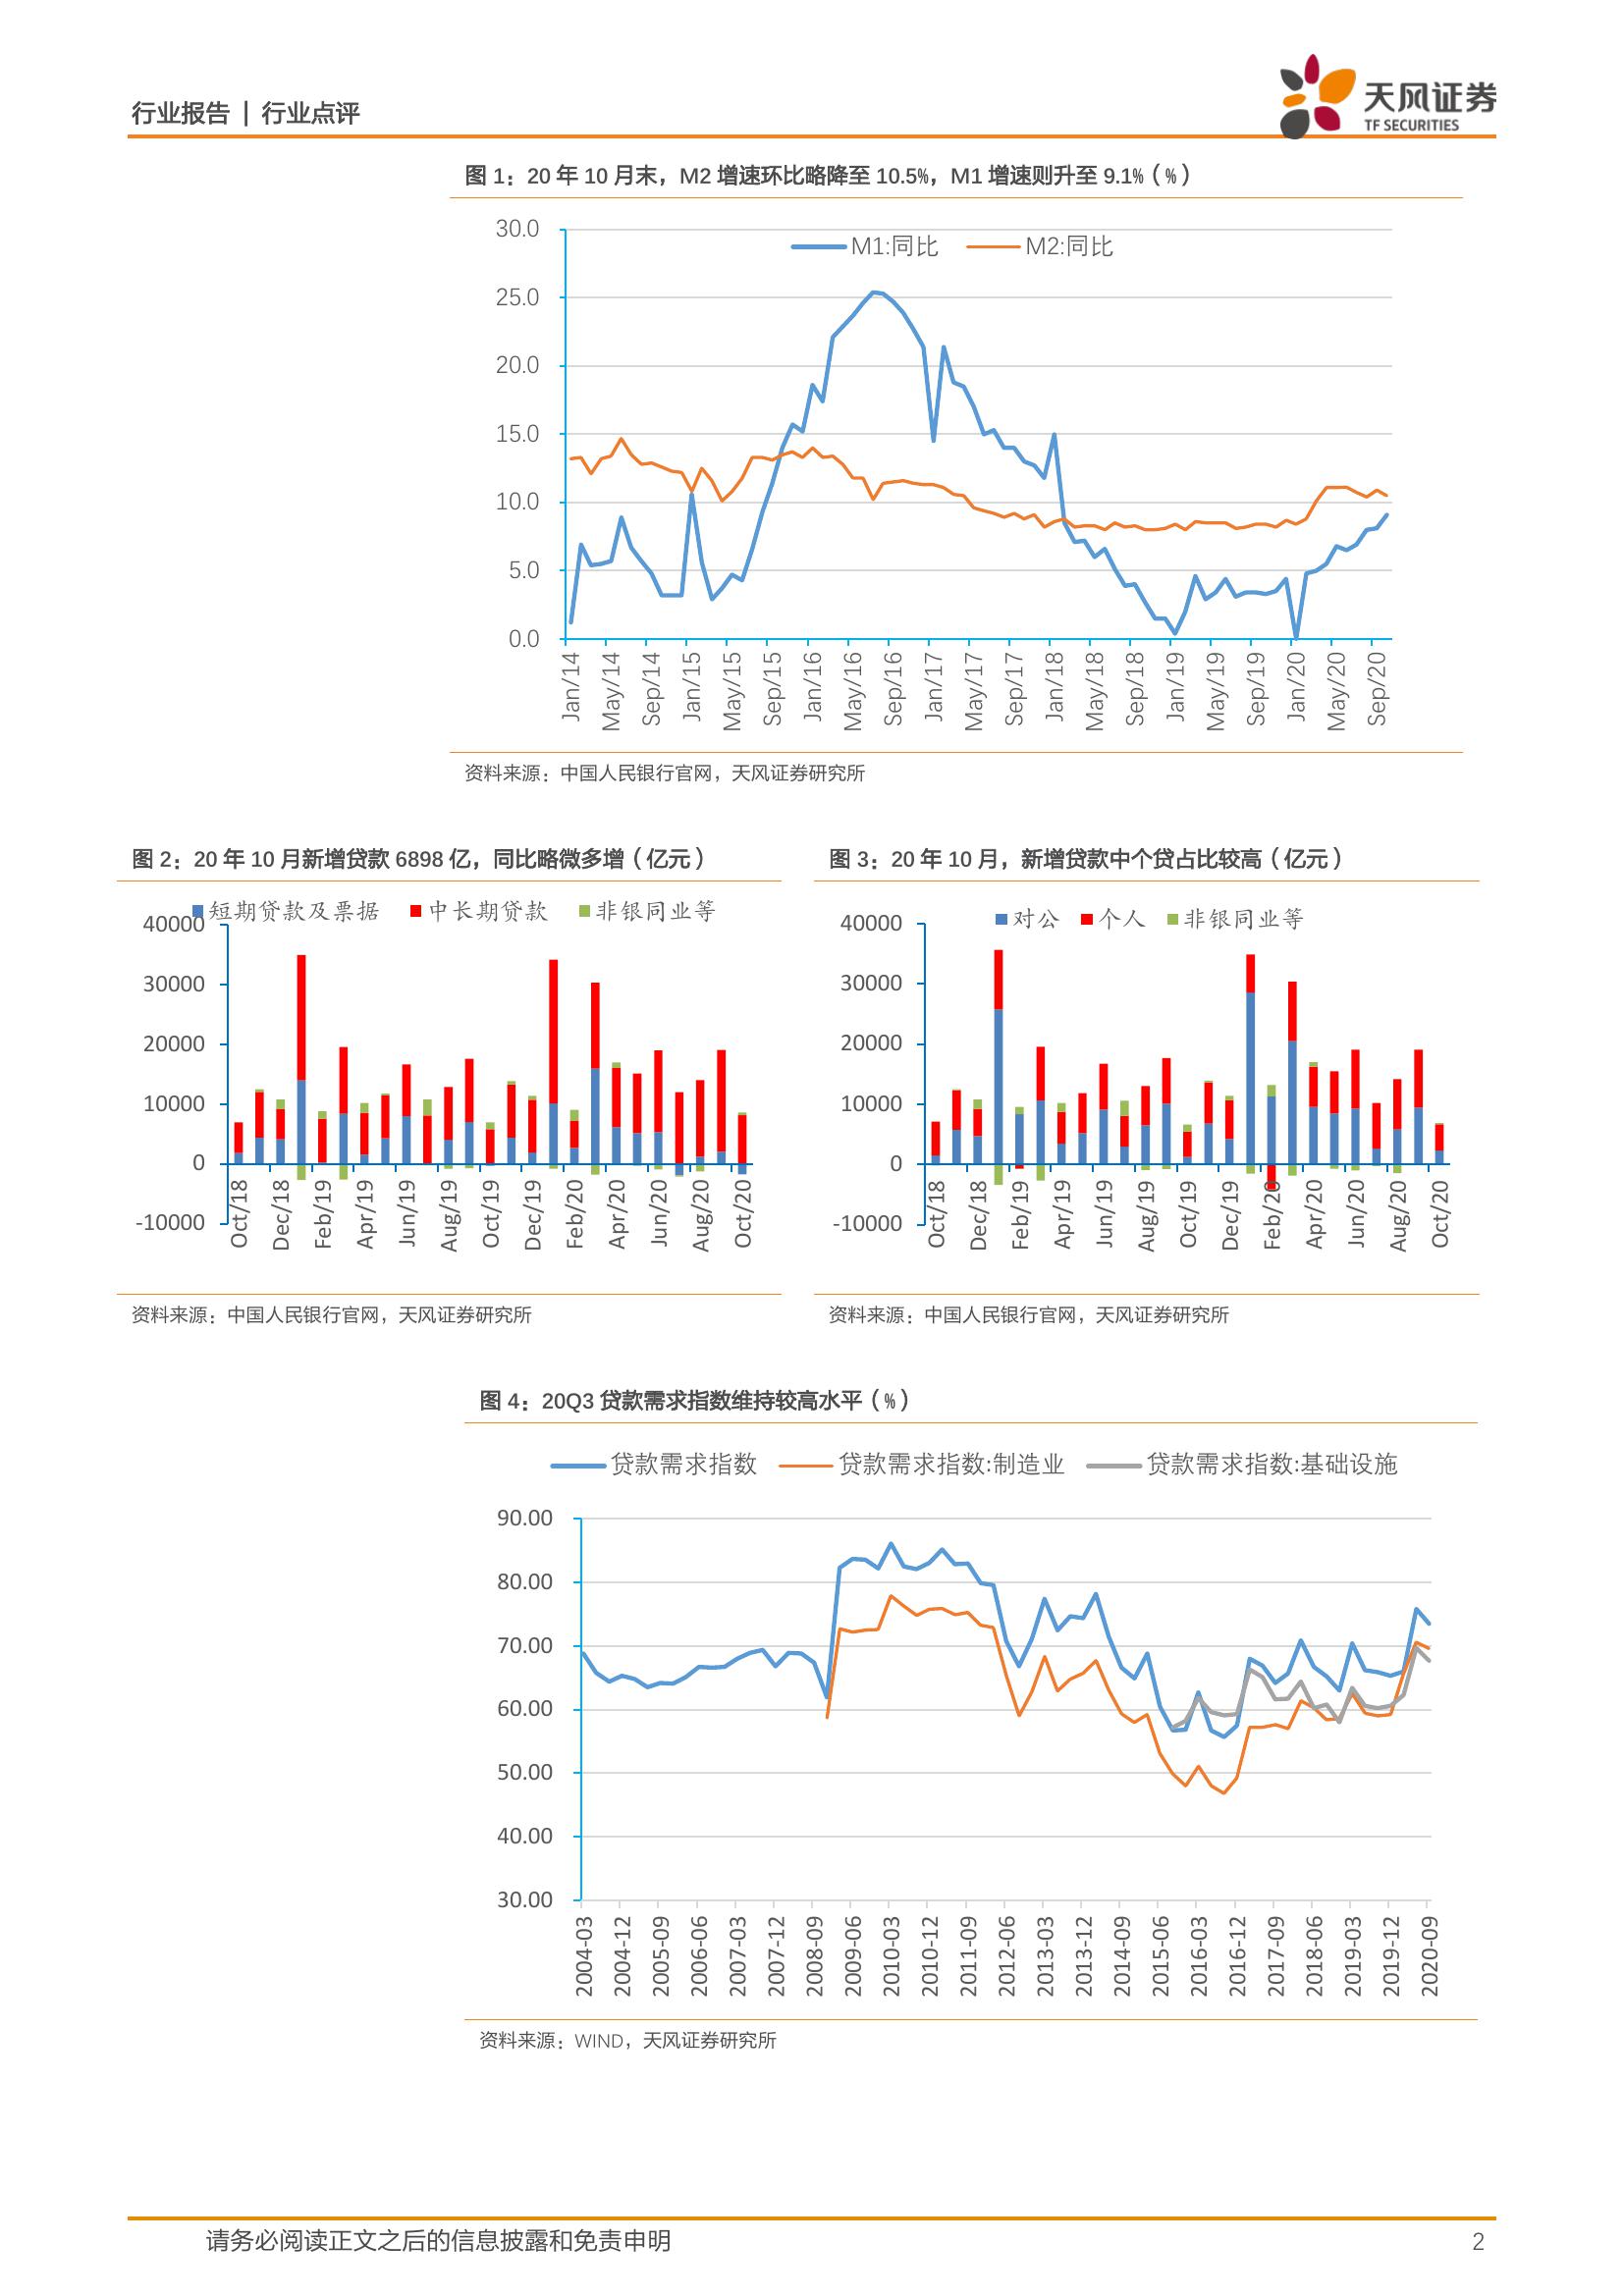 行业报告 | 行业点评
天风证券
TF SECURITIES
图 1：20 年 10 月末，M2 增速环比略降至 10.5%，M1 增速则升至 9.1%（%）
M1:同比 M2:同比
30.0
25.0
20.0
15.0
10.0
5.0
0.0
Jan/14 May/14 Sep/14 Jan/15 May/15 Sep/15 Jan/16 May/16 Sep/16 Jan/17 May/17 Sep/17 Jan/18 May/18 Sep/18 Jan/19 May/19 Sep/19 Jan/20 May/20 Sep/20
资料来源：中国人民银行官网，天风证券研究所
图 2：20 年 10 月新增贷款 6898 亿，同比略微多增（亿元）
短期贷款及票据 中长期贷款 非银同业等
40000
30000
20000
10000
0
-10000
Oct/18 Dec/18 Feb/19 Apr/19 Jun/19 Aug/19 Oct/19 Dec/19 Feb/20 Apr/20 Jun/20 Aug/20 Oct/20
资料来源：中国人民银行官网，天风证券研究所
图 3：20 年 10 月，新增贷款中个贷占比较高（亿元）
对公 个人 非银同业等
40000
30000
20000
10000
0
-10000
Oct/18 Dec/18 Feb/19 Apr/19 Jun/19 Aug/19 Oct/19 Dec/19 Feb/20 Apr/20 Jun/20 Aug/20 Oct/20
资料来源：中国人民银行官网，天风证券研究所
图 4：20Q3 贷款需求指数维持较高水平（%）
贷款需求指数 贷款需求指数:制造业 贷款需求指数:基础设施
90.00
80.00
70.00
60.00
50.00
40.00
30.00
2004-03 2004-12 2005-09 2006-06 2007-03 2007-12 2008-09 2009-06 2010-03 2010-12 2011-09 2012-06 2013-03 2013-12 2014-09 2015-06 2016-03 2016-12 2017-09 2018-06 2019-03 2019-12 2020-09
资料来源：WIND，天风证券研究所
请务必阅读正文之后的信息披露和免责申明
2